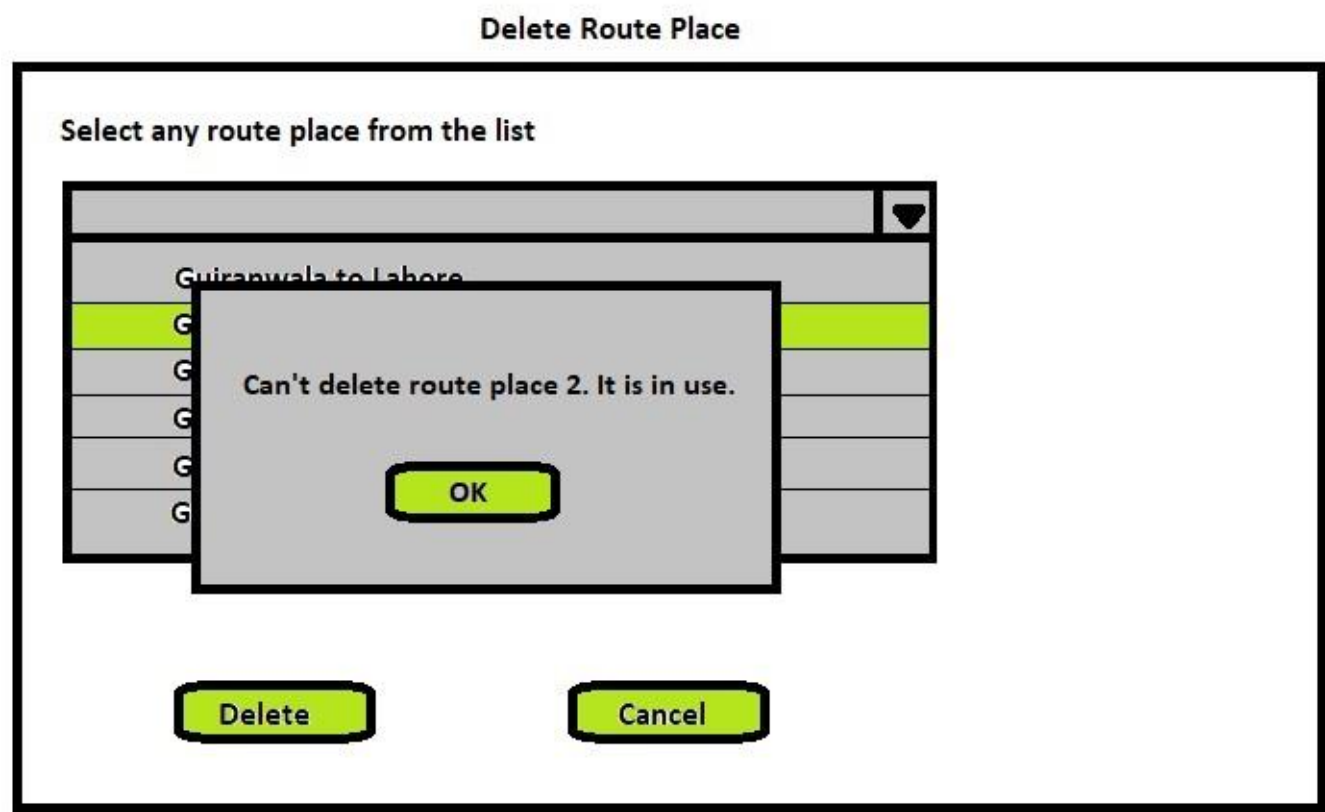 Delete Route Place
Select any route place from the list
Gujranwala to Lahore
G
G
Can't delete route place 2. It is in use.
G
G
OK
G
Delete
Cancel